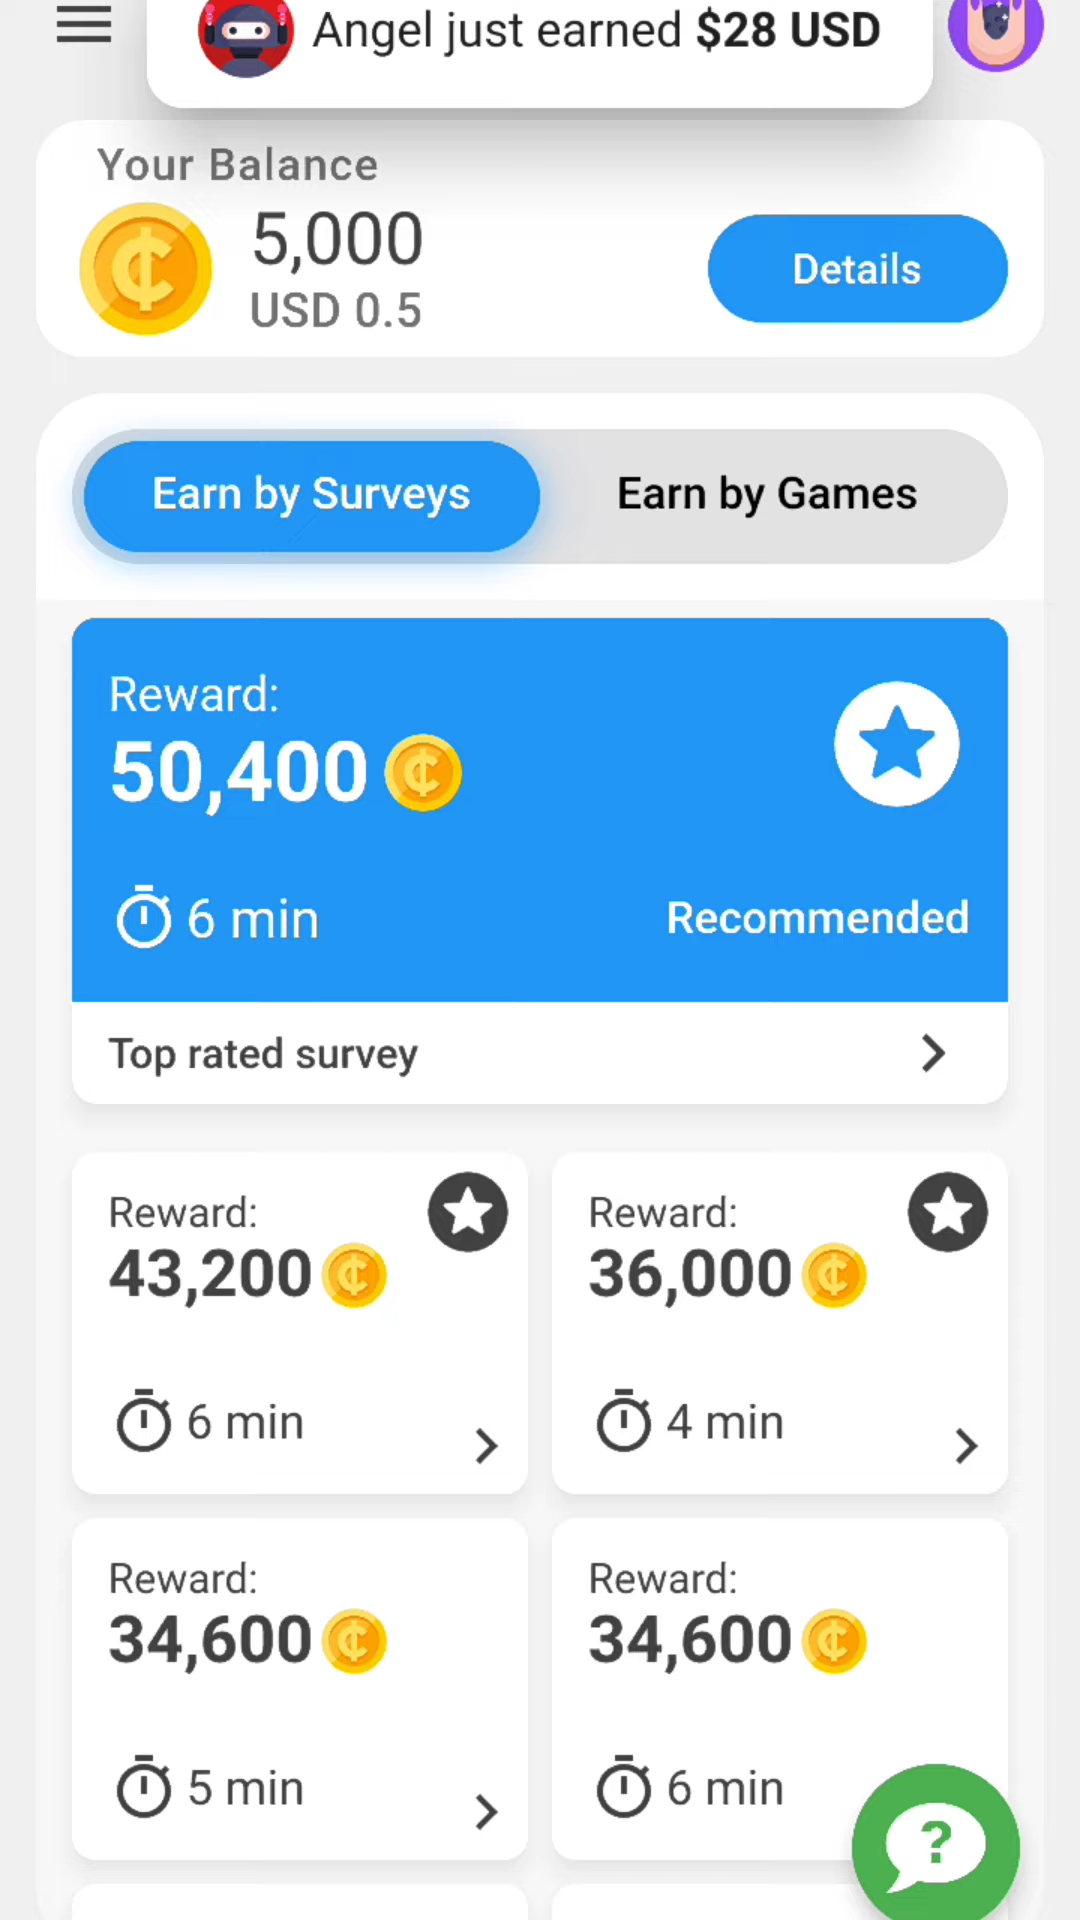 Angel just earned $28 USD
Your Balance
5,000
USD 0.5
Details
Earn by Surveys
Earn by Games
Reward:
50,400
6 min
Recommended
Top rated survey
Reward:
43,200
6 min
Reward:
36,000
4 min
Reward:
34,600
5 min
Reward:
34,600
6 min
?